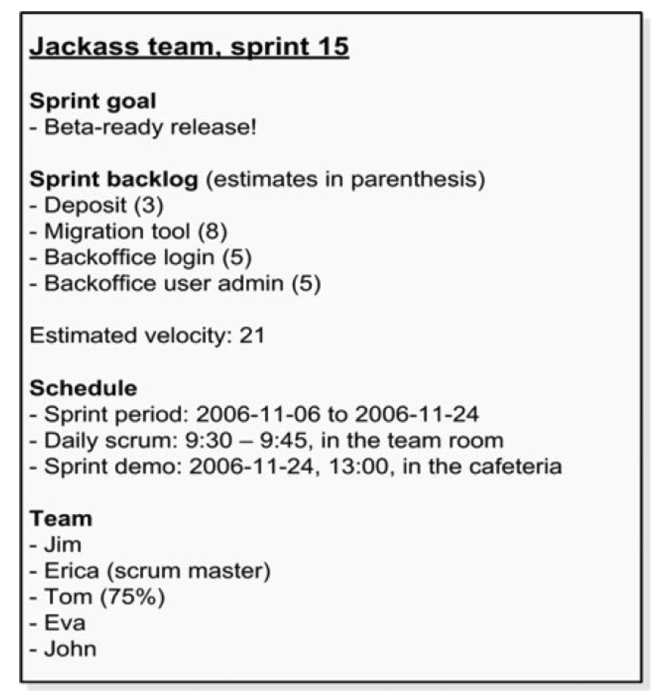 Jackass team, sprint 15
Sprint goal
- Beta-ready release!
Sprint backlog (estimates in parenthesis)
- Deposit (3)
- Migration tool (8)
- Backoffice login (5)
- Backoffice user admin (5)
Estimated velocity: 21
Schedule
- Sprint period: 2006-11-06 to 2006-11-24
- Daily scrum: 9:30 – 9:45, in the team room
- Sprint demo: 2006-11-24, 13:00, in the cafeteria
Team
- Jim
- Erica (scrum master)
- Tom (75%)
- Eva
- John